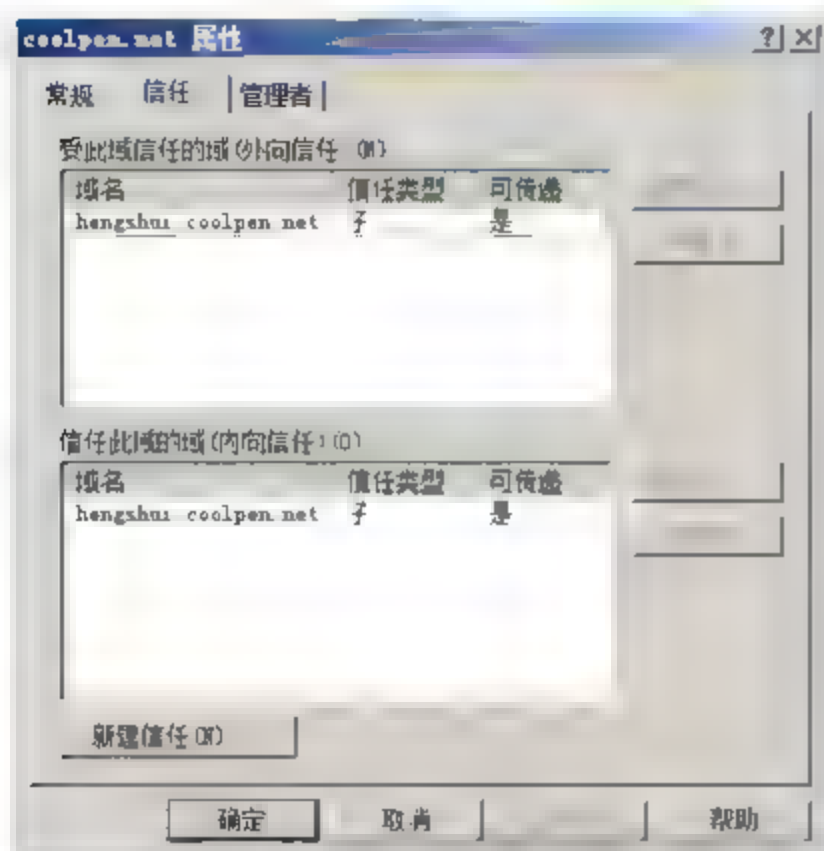 coolpen.net 属性
常规 信任 管理者
受此域信任的域(外向信任 (M)
域名 信任类型 可传递
hengshui coolpen net 子 是
信任此域的域(内向信任):(O)
域名 信任类型 可传递
hengshui coolpen net 子 是
新建信任(N)
确定 取消 帮助